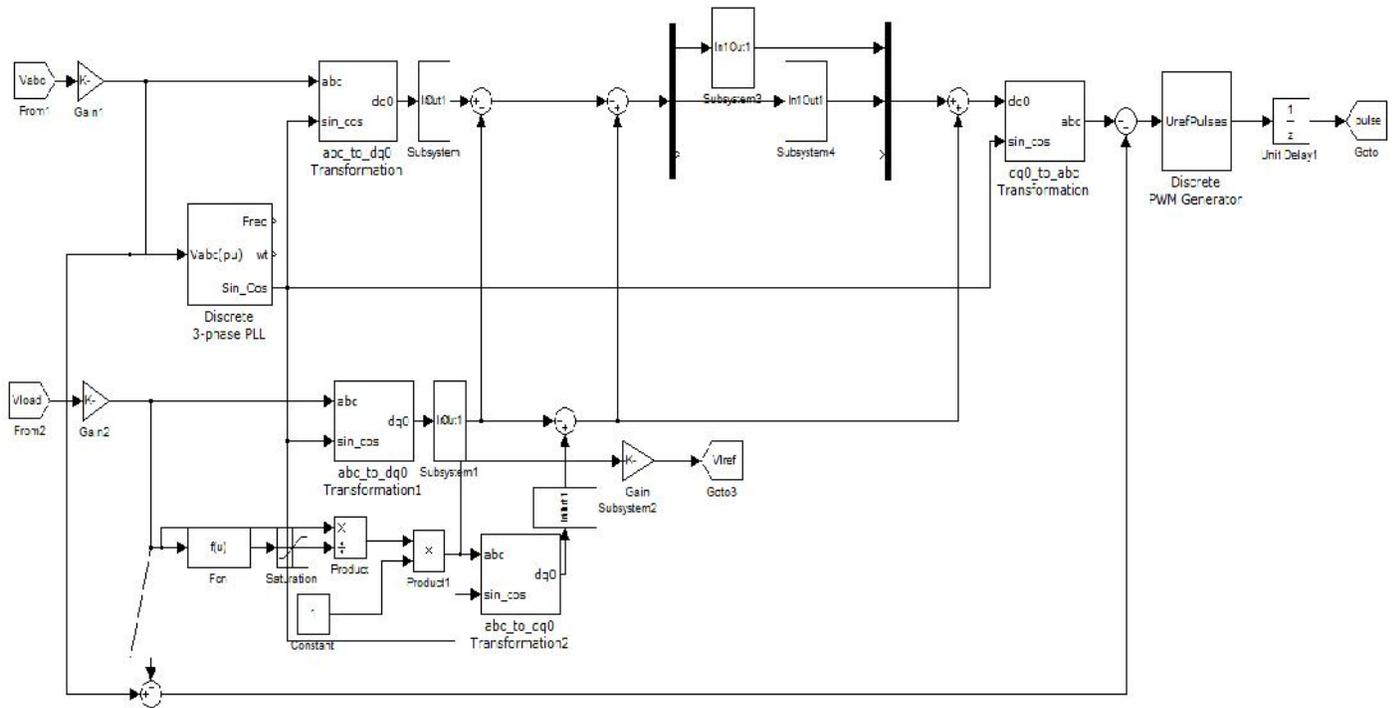 In1Out1
Vabc
K-
From1
Gain1
abc
sin_cos
dq0
abc_to_dq0
Transformation
In1Out1
Subsystem
Subsystem3
In1Out1
Subsystem4
dq0
sin_cos
abc
dq0_to_abc
Transformation
UrefPulses
Discrete
PWM Generator
1
z
Unit Delay1
pulse
Goto
Vabc(pu)
Freq
wt
Sin_Cos
Discrete
3-phase PLL
Vload
K-
From2
Gain2
abc
sin_cos
dq0
abc_to_dq0
Transformation1
In1Out1
Subsystem1
K-
Gain
Subsystem2
VIref
Goto3
f(u)
Fcn
Saturation
Product
Product1
Constant
abc
sin_cos
dq0
abc_to_dq0
Transformation2